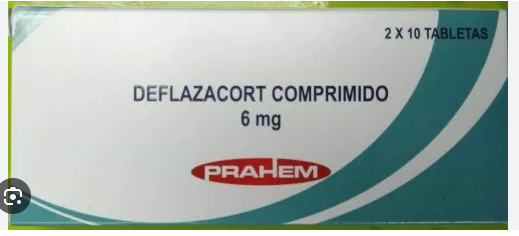 2 X 10 TABLETAS
DEFLAZACORT COMPRIMIDO
6 mg
PRAHEM